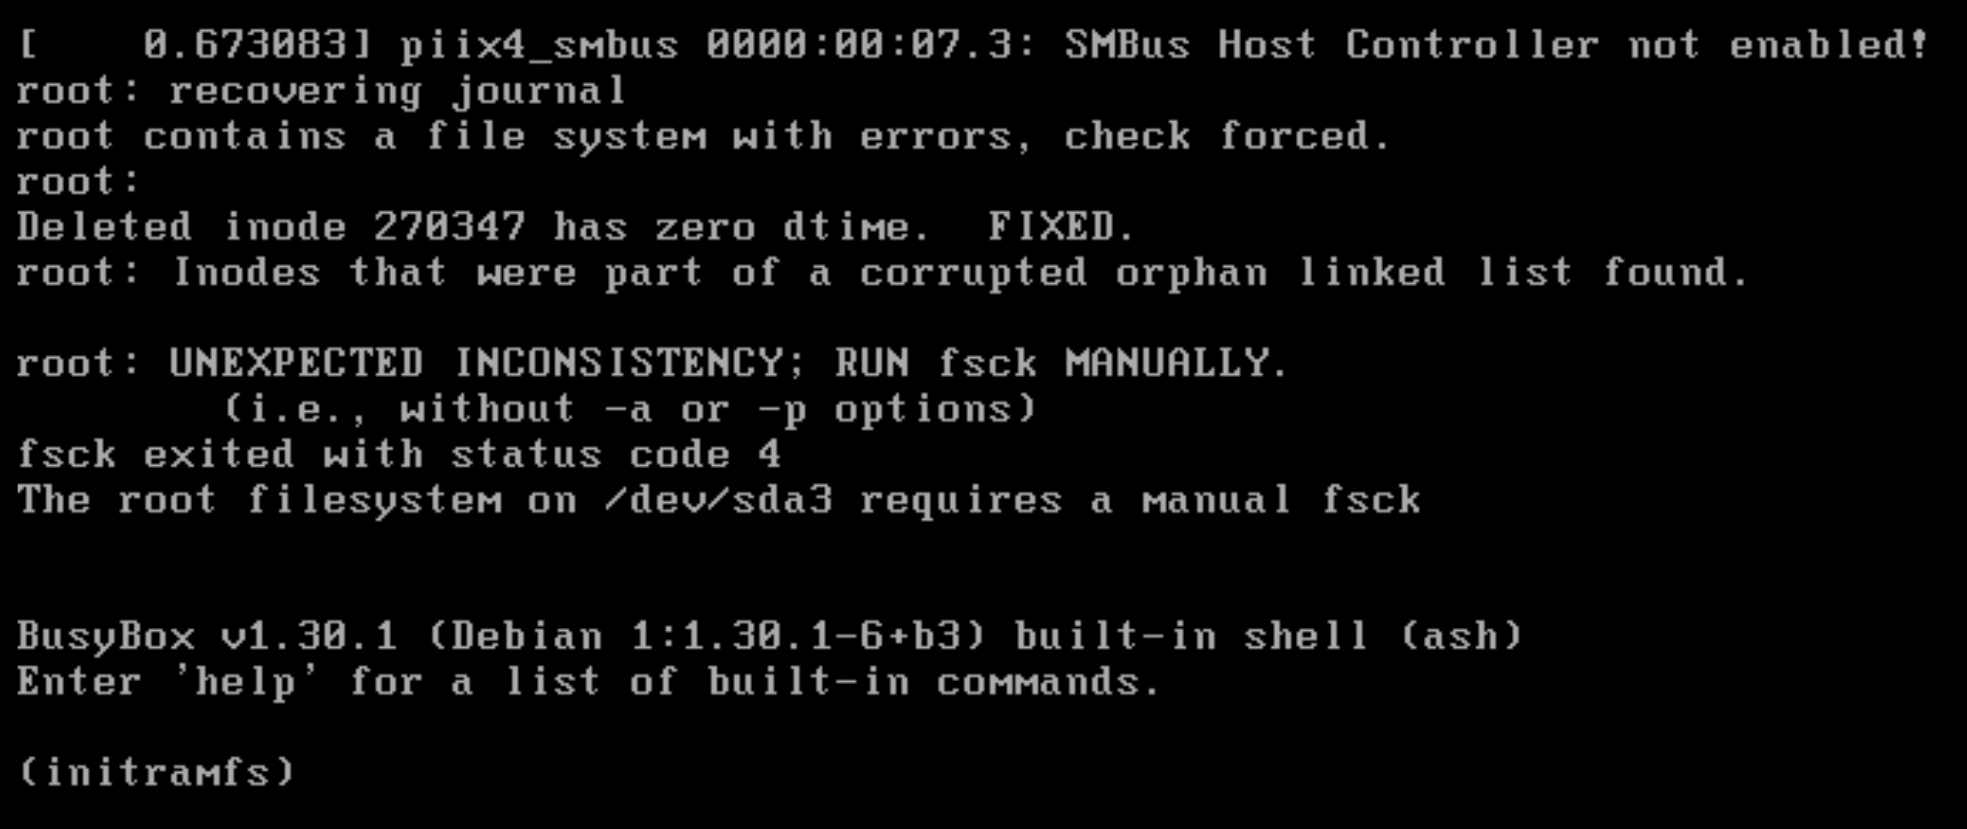 [    0.673083] piix4_smbus 0000:00:07.3: SMBus Host Controller not enabled!
root: recovering journal
root contains a file system with errors, check forced.
root:
Deleted inode 270347 has zero dtime.  FIXED.
root: Inodes that were part of a corrupted orphan linked list found.

root: UNEXPECTED INCONSISTENCY; RUN fsck MANUALLY.
        (i.e., without -a or -p options)
fsck exited with status code 4
The root filesystem on /dev/sda3 requires a manual fsck


BusyBox v1.30.1 (Debian 1:1.30.1-6+b3) built-in shell (ash)
Enter 'help' for a list of built-in commands.

(initramfs)